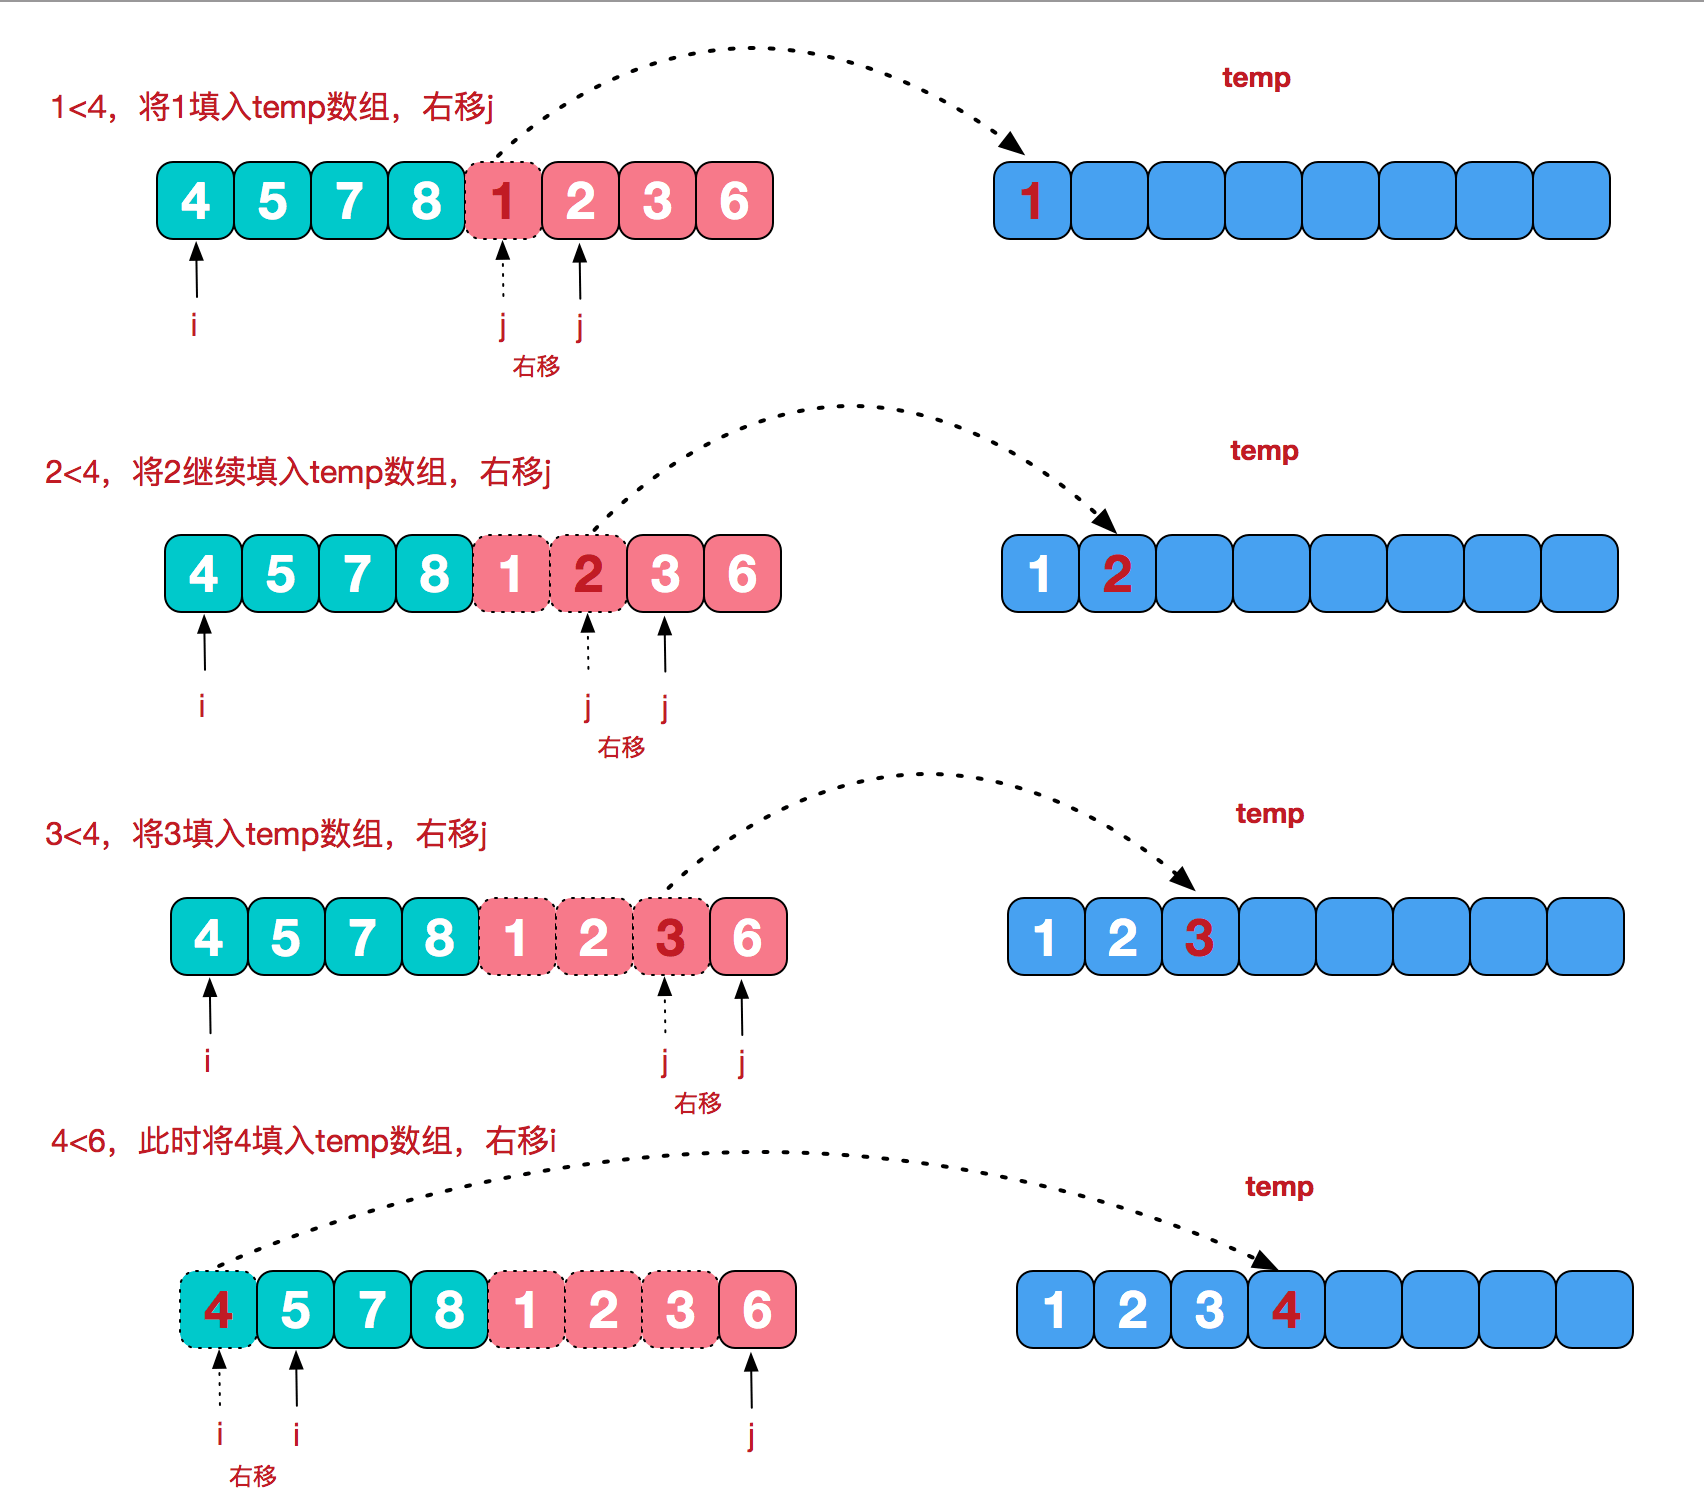 temp
1<4，将1填入temp数组，右移j
4 5 7 8 1 2 3 6
1
i j j
右移
temp
2<4，将2继续填入temp数组，右移j
4 5 7 8 1 2 3 6
1 2
i j j
右移
temp
3<4，将3填入temp数组，右移j
4 5 7 8 1 2 3 6
1 2 3
i j j
右移
4<6，此时将4填入temp数组，右移i
temp
4 5 7 8 1 2 3 6
1 2 3 4
i i j
右移